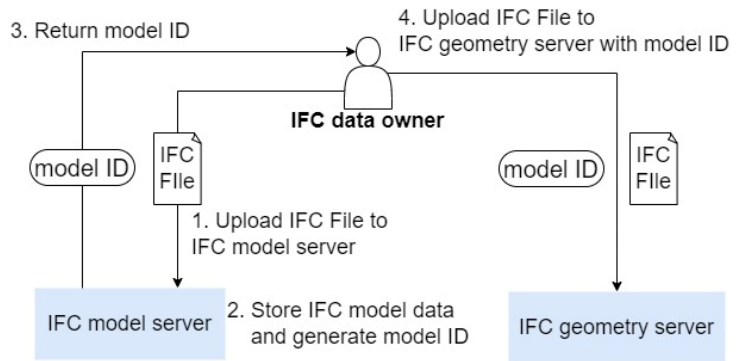 3. Return model ID
4. Upload IFC File to
IFC geometry server with model ID
IFC data owner
model ID
IFC
FIle
model ID
IFC
FIle
1. Upload IFC File to
IFC model server
IFC model server
2. Store IFC model data
and generate model ID
IFC geometry server